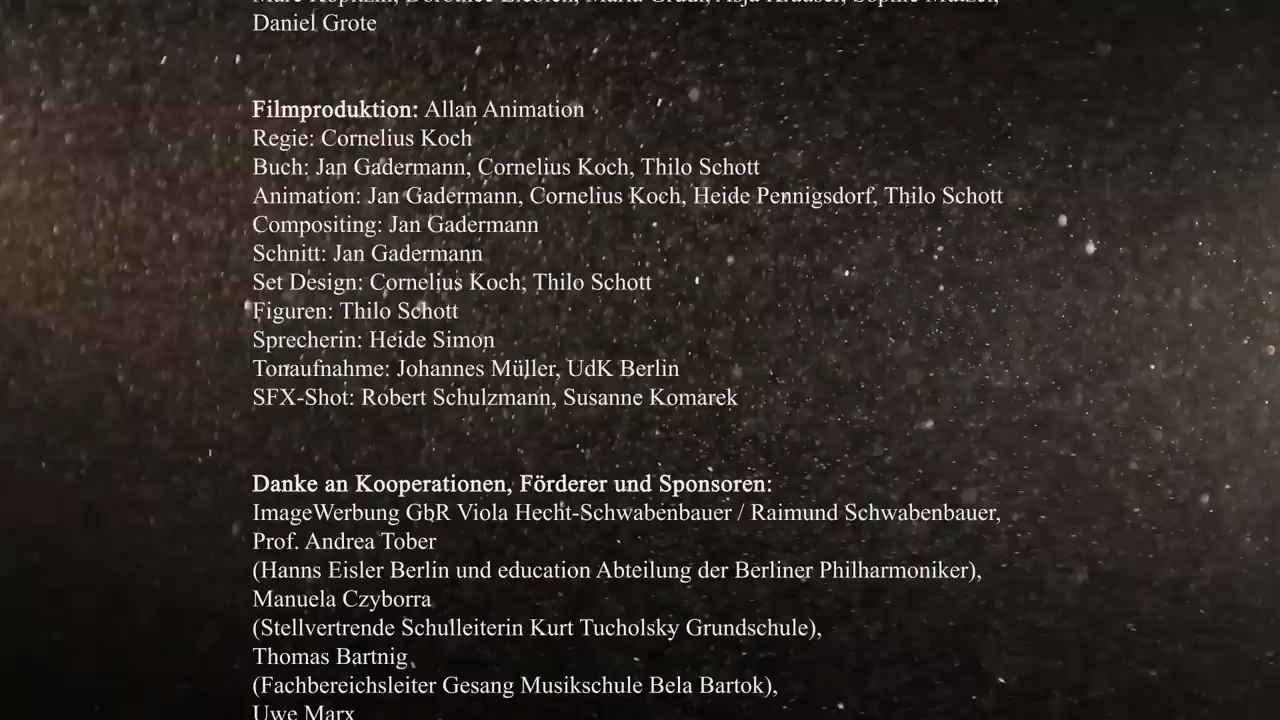 Daniel Grote
Filmproduktion: Allan Animation
Regie: Cornelius Koch
Buch: Jan Gadermann, Cornelius Koch, Thilo Schott
Animation: Jan Gadermann, Cornelius Koch, Heide Pennigsdorf, Thilo Schott
Compositing: Jan Gadermann
Schnitt: Jan Gadermann
Set Design: Cornelius Koch, Thilo Schott
Figuren: Thilo Schott
Sprecherin: Heide Simon
Tonaufnahme: Johannes Müller, UdK Berlin
SFX-Shot: Robert Schulzmann, Susanne Komarek
Danke an Kooperationen, Förderer und Sponsoren:
ImageWerbung GbR Viola Hecht-Schwabenbauer / Raimund Schwabenbauer,
Prof. Andrea Tober
(Hanns Eisler Berlin und education Abteilung der Berliner Philharmoniker),
Manuela Czyborra
(Stellvertrende Schulleiterin Kurt Tucholsky Grundschule),
Thomas Bartnig
(Fachbereichsleiter Gesang Musikschule Bela Bartok),
Uwe Marx